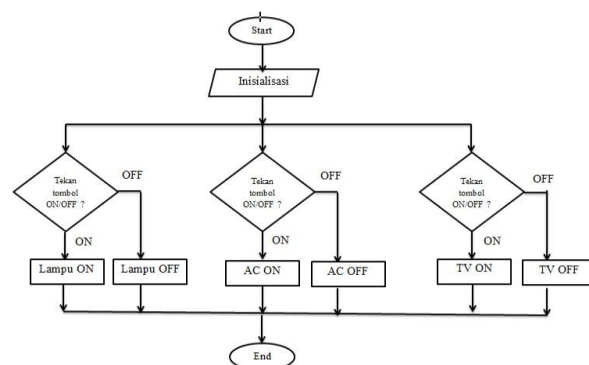 Start
Inisialisasi
Tekan
tombol
ON/OFF ?
OFF
ON
Tekan
tombol
ON/OFF ?
OFF
ON
Tekan
tombol
ON/OFF ?
OFF
ON
Lampu ON
Lampu OFF
AC ON
AC OFF
TV ON
TV OFF
End